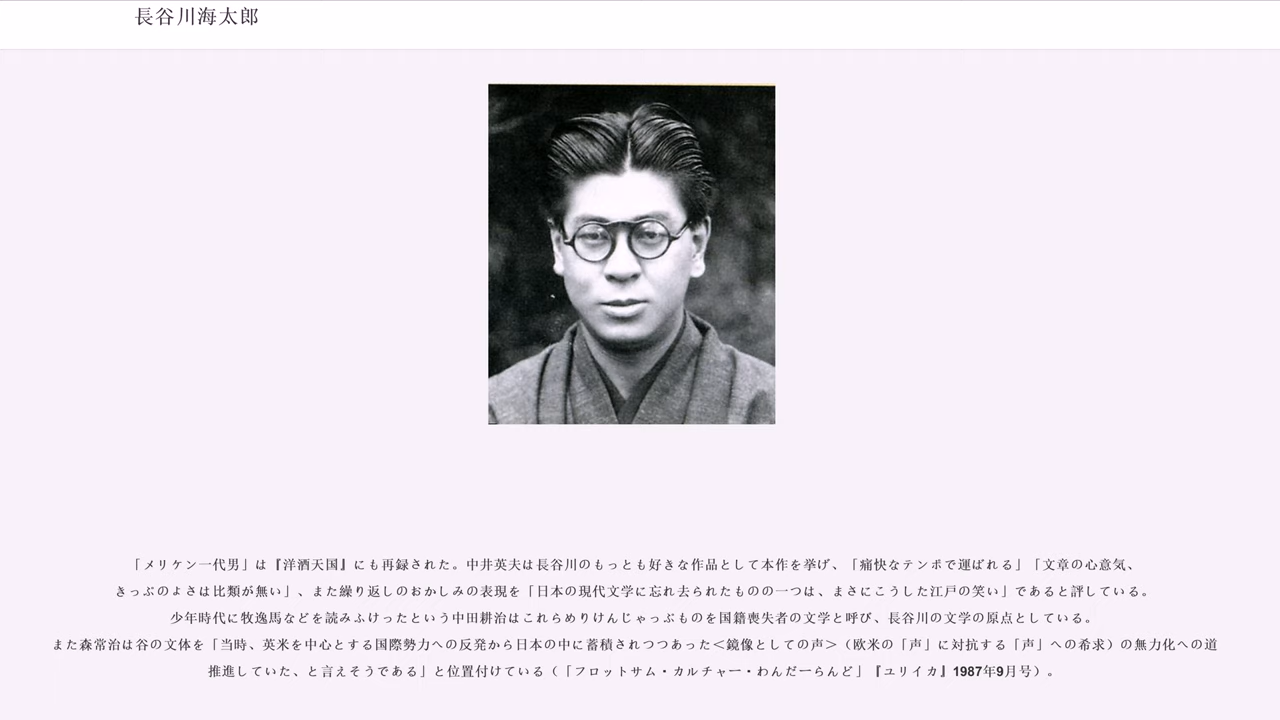 長谷川海太郎
「メリケン一代男」は『洋酒天国』にも再録された。中井英夫は長谷川のもっとも好きな作品として本作を挙げ、「痛快なテンポで運ばれる」「文章の心意気、
きっぷのよさは比類が無い」、また繰り返しのおかしみの表現を「日本の現代文学に忘れ去られたものの一つは、まさにこうした江戸の笑い」であると評している。
少年時代に牧逸馬などを読みふけったという中田耕治はこれらめりけんじゃっぷものを国籍喪失者の文学と呼び、長谷川の文学の原点としている。
また森常治は谷の文体を「当時、英米を中心とする国際勢力への反発から日本の中に蓄積されつつあった＜鏡像としての声＞（欧米の「声」に対抗する「声」への希求）の無力化への道
推進していた、と言えそうである」と位置付けている（「フロットサム・カルチャー・わんだーらんど」『ユリイカ』1987年9月号）。